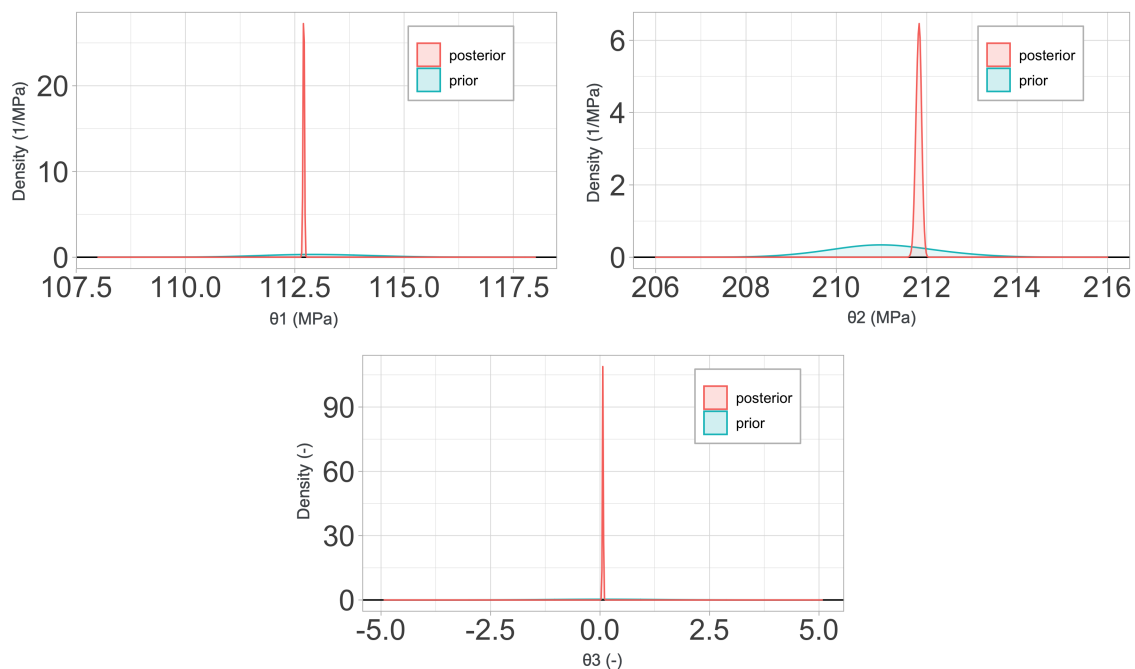 Density (1/MPa)
20
10
0
107.5 110.0 112.5 115.0 117.5
θ1 (MPa)
posterior
prior
Density (1/MPa)
6
4
2
0
206 208 210 212 214 216
θ2 (MPa)
posterior
prior
Density (-)
90
60
30
0
-5.0 -2.5 0.0 2.5 5.0
θ3 (-)
posterior
prior